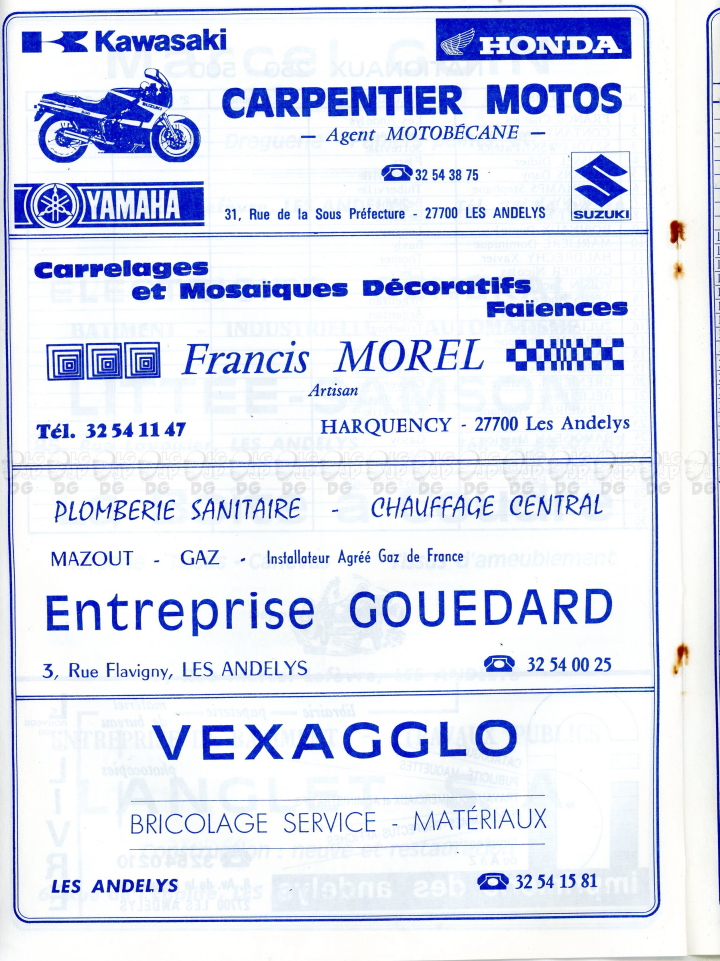 Kawasaki
HONDA
SUZUKI
CARPENTIER MOTOS
— Agent MOTOBÉCANE —
32 54 38 75
YAMAHA
31, Rue de la Sous Préfecture - 27700 LES ANDELYS
SUZUKI
Carrelages
et Mosaïques Décoratifs
Faïences
Francis MOREL
Artisan
Tél. 32 54 11 47
HARQUENCY - 27700 Les Andelys
PLOMBERIE SANITAIRE - CHAUFFAGE CENTRAL
MAZOUT - GAZ - Installateur Agréé Gaz de France
Entreprise GOUEDARD
3, Rue Flavigny, LES ANDELYS
32 54 00 25
VEXAGGLO
BRICOLAGE SERVICE - MATÉRIAUX
LES ANDELYS
32 54 15 81